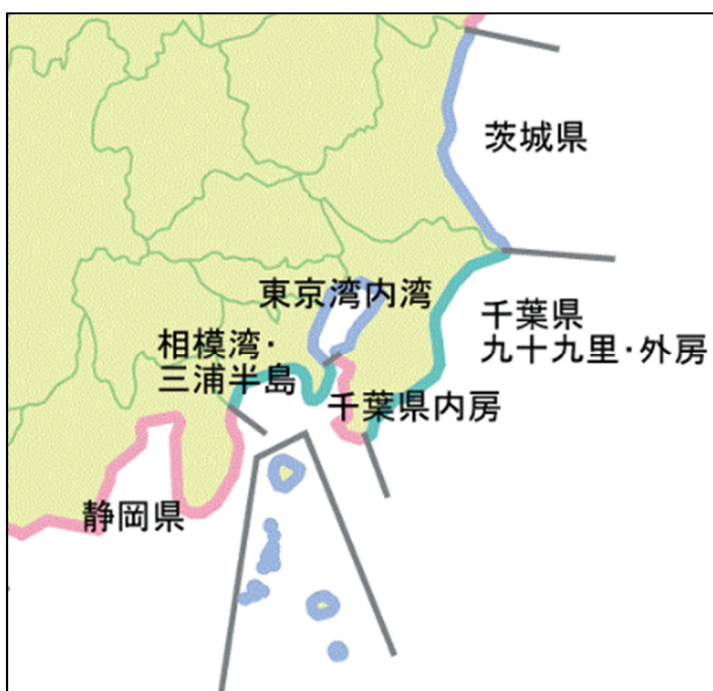 茨城県
東京湾内湾
千葉県
九十九里・外房
相模湾・
三浦半島
千葉県内房
静岡県